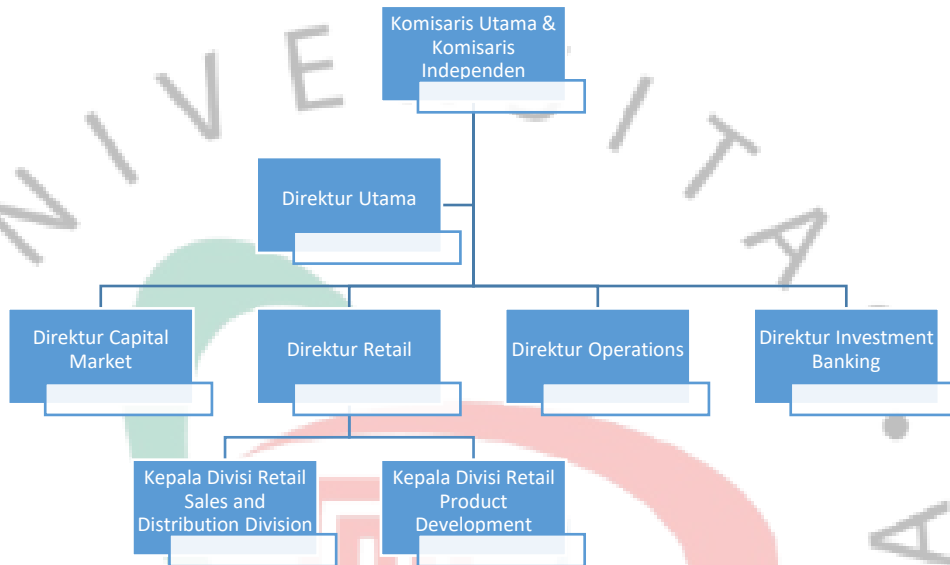 Komisaris Utama &
Komisaris
Independen
Direktur Utama
Direktur Capital
Market
Direktur Retail
Direktur Operations
Direktur Investment
Banking
Kepala Divisi Retail
Sales and
Distribution Division
Kepala Divisi Retail
Product
Development